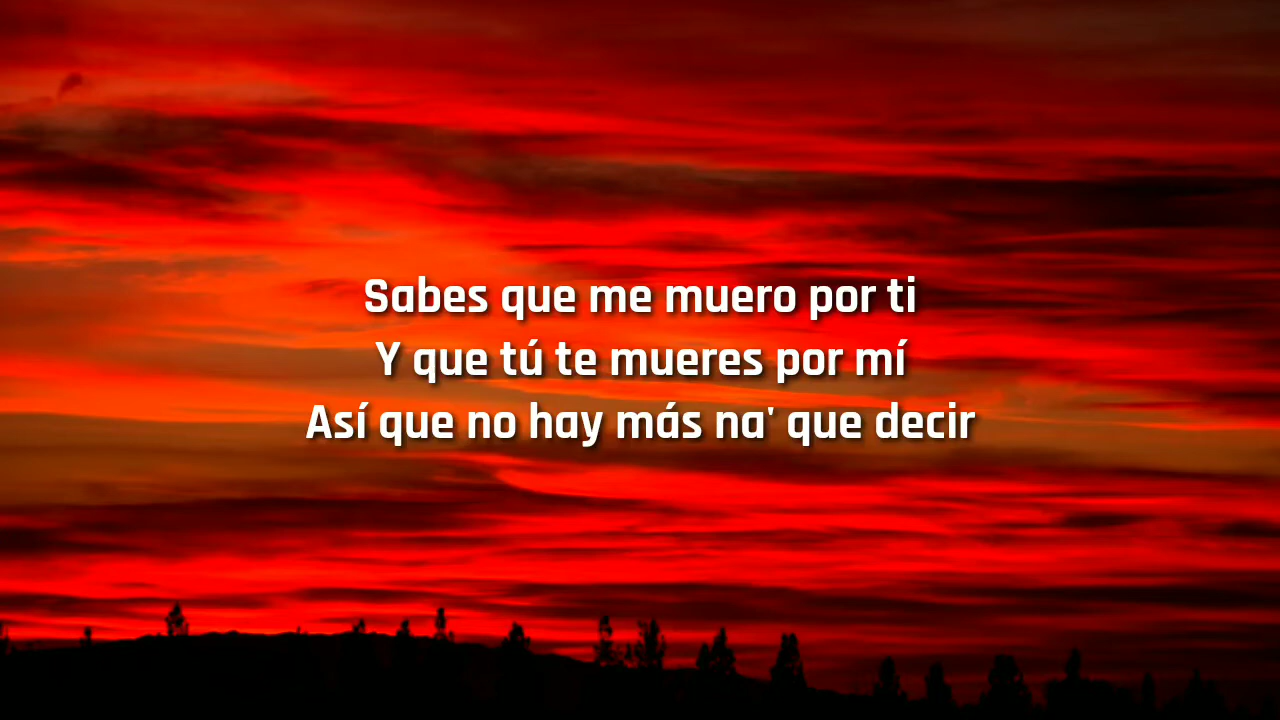 Sabes que me muero por ti
Y que tú te mueres por mí
Así que no hay más na' que decir